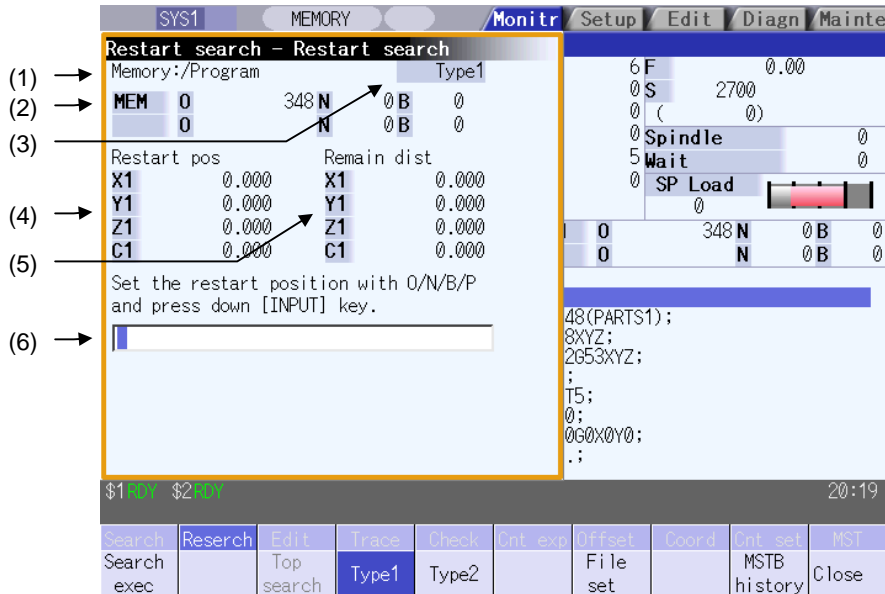 SYS1 MEMORY Monitr Setup Edit Diagn Mainte
Restart search - Restart search
(1) Memory:/Program Type1
(2) MEM O 348 N 0 B 0
O N 0 B 0
(3)
Restart pos Remain dist
X1 0.000 X1 0.000
(4) Y1 0.000 Y1 0.000
Z1 0.000 Z1 0.000
(5) C1 0.000 C1 0.000
Set the restart position with O/N/B/P
and press down [INPUT] key.
(6)
6 F 0.00
0 S 2700
0 ( 0)
0 Spindle 0
5 Wait 0
0 SP Load
0
O 348 N 0 B 0
O N 0 B 0
48(PARTS1);
8XYZ;
2G53XYZ;
;
T5;
0;
0G0X0Y0;
.;
$1 RDY $2 RDY 20:19
Search Reserch Edit Trace Check Cnt exp Offset Coord Cnt set MST
Search exec Top search Type1 Type2 File set MSTB history Close